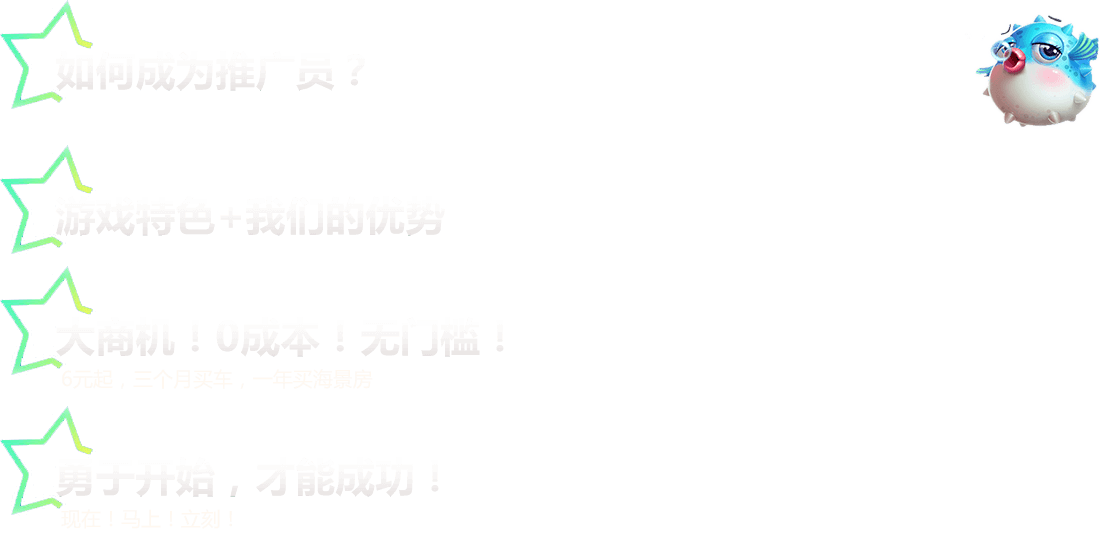 如何成为推广员？
游戏特色+我们的优势
大商机！0成本！无门槛！
6元起，三个月买车，一年买海景房
勇于开始，才能成功！
现在！马上！立刻！